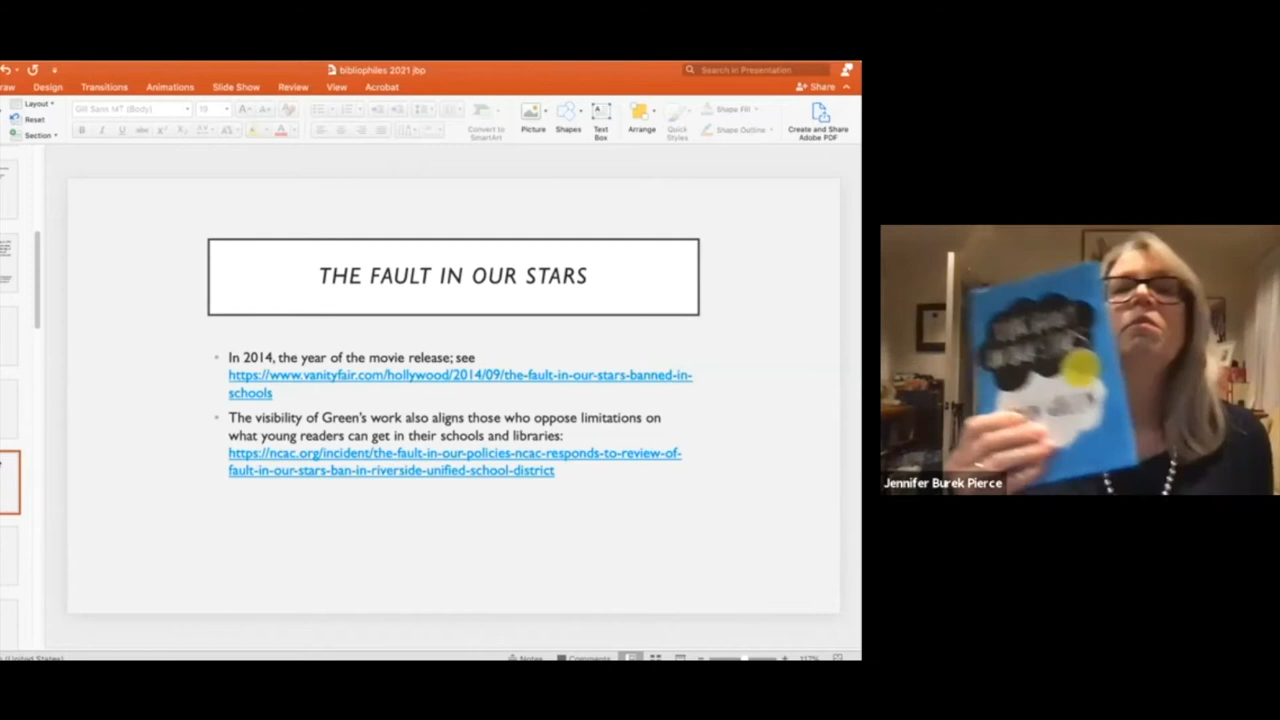 bibliophiles 2021 jbp
Search in Presentation
raw Design Transitions Animations Slide Show Review View Acrobat
Share
Layout
Reset
Section
Gill Sans MT (Body) 19
Convert to
SmartArt
Picture
Shapes
Text
Box
Arrange
Quick
Styles
Shape Fill
Shape Outline
Create and Share
Adobe PDF
THE FAULT IN OUR STARS
• In 2014, the year of the movie release; see
https://www.vanityfair.com/hollywood/2014/09/the-fault-in-our-stars-banned-in-
schools
• The visibility of Green's work also aligns those who oppose limitations on
what young readers can get in their schools and libraries:
https://ncac.org/incident/the-fault-in-our-policies-ncac-responds-to-review-of-
fault-in-our-stars-ban-in-riverside-unified-school-district
Jennifer Burek Pierce
(United States)
Notes
Comments
117%